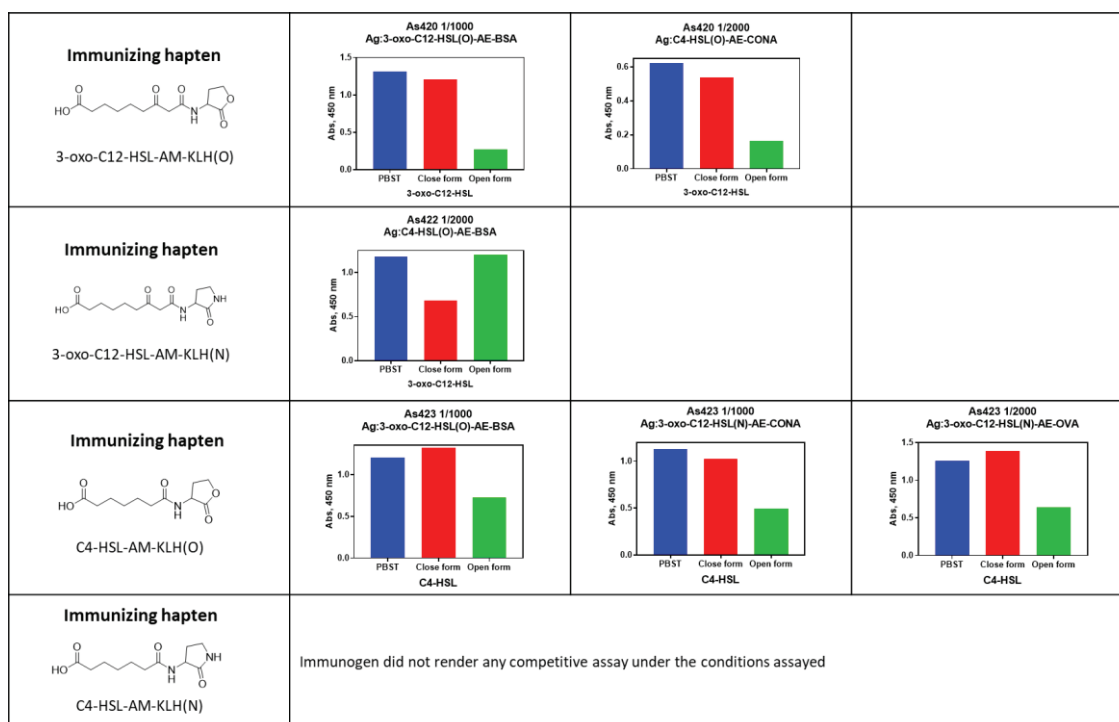 Immunizing hapten
O
O
O
HO
N
H
O
O
3-oxo-C12-HSL-AM-KLH(O)
As420 1/1000
Ag:3-oxo-C12-HSL(O)-AE-BSA
Abs, 450 nm
1.5
1.0
0.5
0.0
PBST Close form Open form
3-oxo-C12-HSL
As420 1/2000
Ag:C4-HSL(O)-AE-CONA
Abs, 450 nm
0.6
0.4
0.2
0.0
PBST Close form Open form
3-oxo-C12-HSL
Immunizing hapten
O
O
O
HO
N
H
NH
O
3-oxo-C12-HSL-AM-KLH(N)
As422 1/2000
Ag:C4-HSL(O)-AE-BSA
Abs, 450 nm
1.0
0.5
0.0
PBST Close form Open form
3-oxo-C12-HSL
Immunizing hapten
O
O
HO
N
H
O
O
C4-HSL-AM-KLH(O)
As423 1/1000
Ag:3-oxo-C12-HSL(O)-AE-BSA
Abs, 450 nm
1.0
0.5
0.0
PBST Close form Open form
C4-HSL
As423 1/1000
Ag:3-oxo-C12-HSL(N)-AE-CONA
Abs, 450 nm
1.0
0.5
0.0
PBST Close form Open form
C4-HSL
As423 1/2000
Ag:3-oxo-C12-HSL(N)-AE-OVA
Abs, 450 nm
1.5
1.0
0.5
0.0
PBST Close form Open form
C4-HSL
Immunizing hapten
O
O
HO
N
H
NH
O
C4-HSL-AM-KLH(N)
Immunogen did not render any competitive assay under the conditions assayed